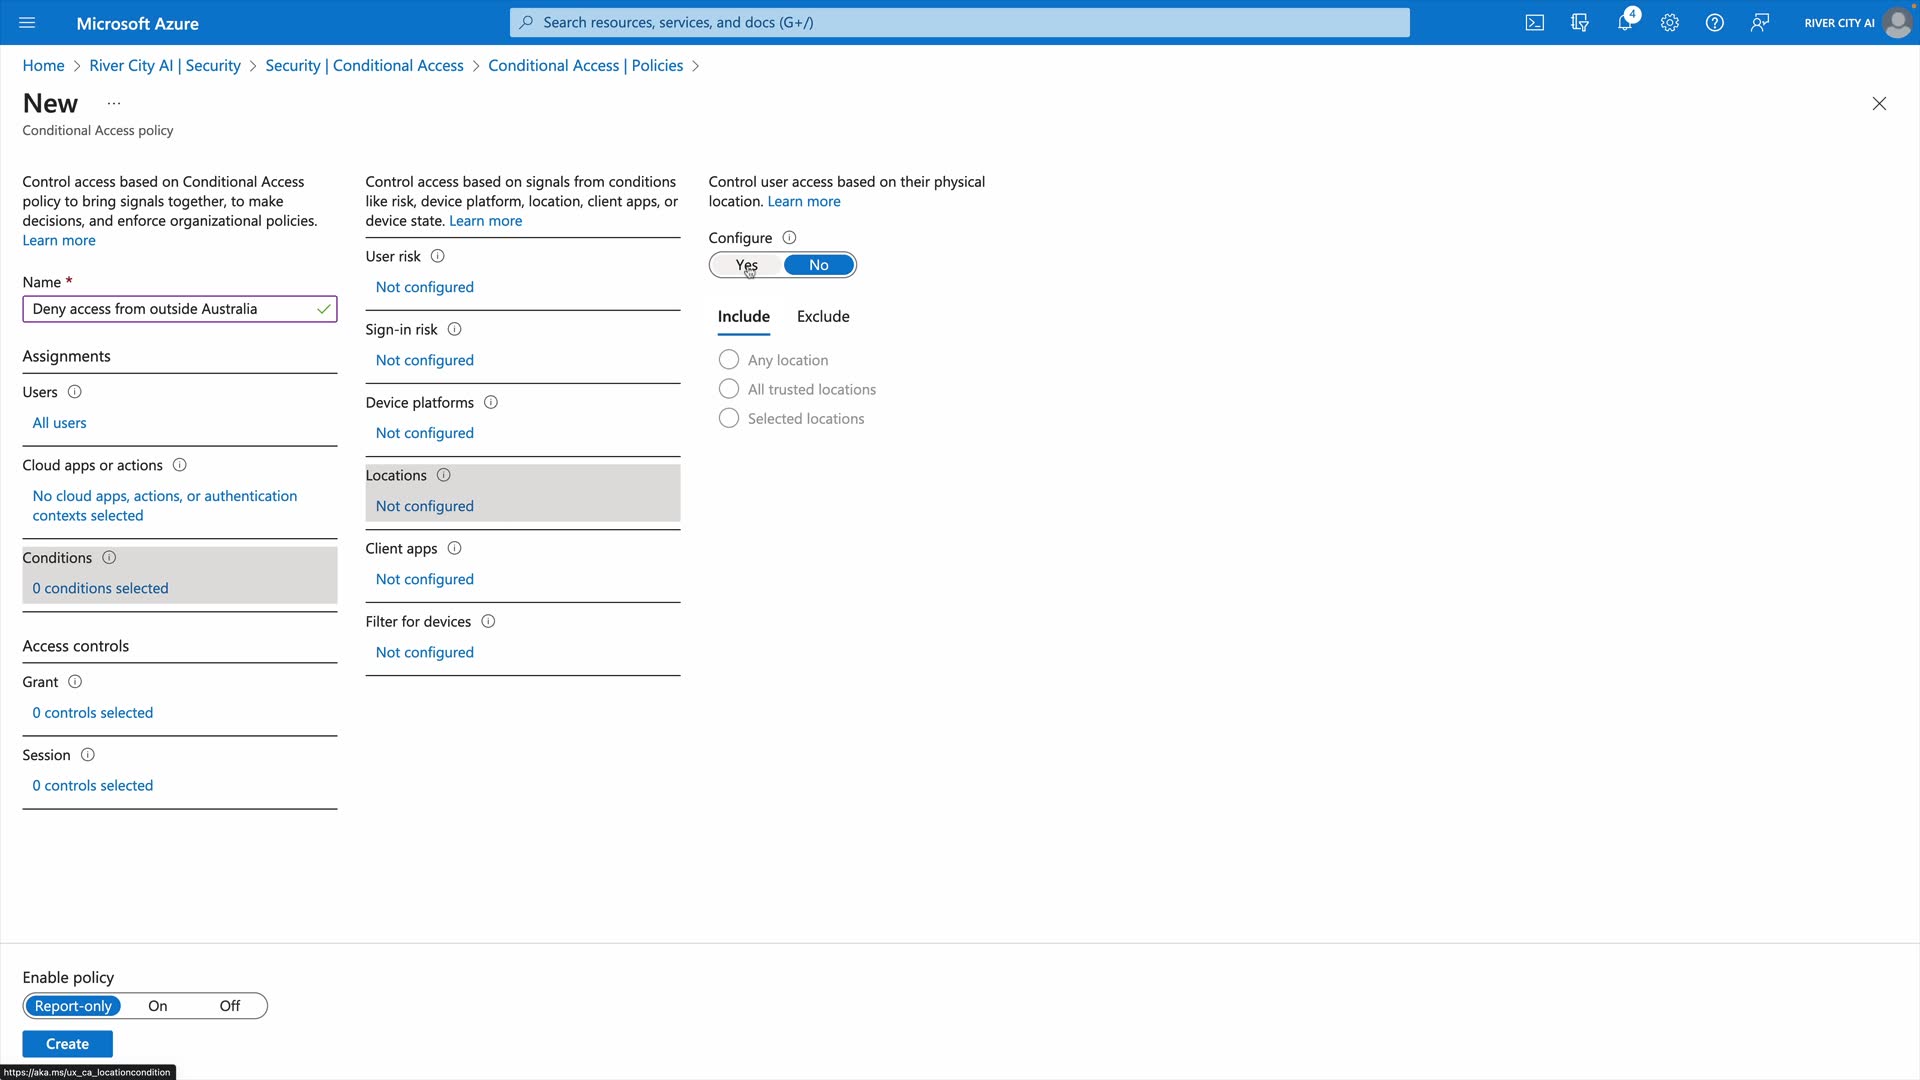 Microsoft Azure
Search resources, services, and docs (G+/)
4
RIVER CITY AI
Home > River City AI | Security > Security | Conditional Access > Conditional Access | Policies >
New ...
Conditional Access policy
Control access based on Conditional Access
policy to bring signals together, to make
decisions, and enforce organizational policies.
Learn more
Name *
Deny access from outside Australia
Assignments
Users
All users
Cloud apps or actions
No cloud apps, actions, or authentication
contexts selected
Conditions
0 conditions selected
Access controls
Grant
0 controls selected
Session
0 controls selected
Control access based on signals from conditions
like risk, device platform, location, client apps, or
device state. Learn more
User risk
Not configured
Sign-in risk
Not configured
Device platforms
Not configured
Locations
Not configured
Client apps
Not configured
Filter for devices
Not configured
Control user access based on their physical
location. Learn more
Configure
Yes No
Include Exclude
Any location
All trusted locations
Selected locations
Enable policy
Report-only On Off
Create
https://aka.ms/ux_ca_locationcondition